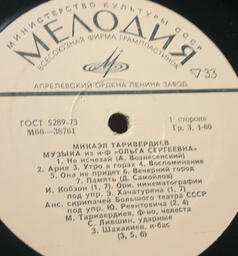 МИНИСТЕРСТВО КУЛЬТУРЫ СССР
МЕЛОДИЯ
ВСЕСОЮЗНАЯ ФИРМА ГРАМПЛАСТИНОК
АПРЕЛЕВСКИЙ ОРДЕНА ЛЕНИНА ЗАВОД
33
ГОСТ 5289-73
М60—38761
1 сторона
Гр. 3. 1-60
МИКАЭЛ ТАРИВЕРДИЕВ
МУЗЫКА из к-ф «ОЛЬГА СЕРГЕЕВНА»
1. Не исчезай (А. Вознесенский)
2. Ария 3. Утро в горах 4. Воспоминание
5. Она не придет 6. Вечерний город
7. Память (Д. Самойлов)
И. Кобзон (1, 7). Орк. кинематографии
под упр. Э. Хачатуряна (1, 7)
Анс. скрипачей Большого театра СССР
под упр. Ю. Реентовича (2, 4)
М. Таривердиев, ф-но, челеста
С. Лившин, ударные
З. Шахадиев, к-бас
(3, 5, 6)